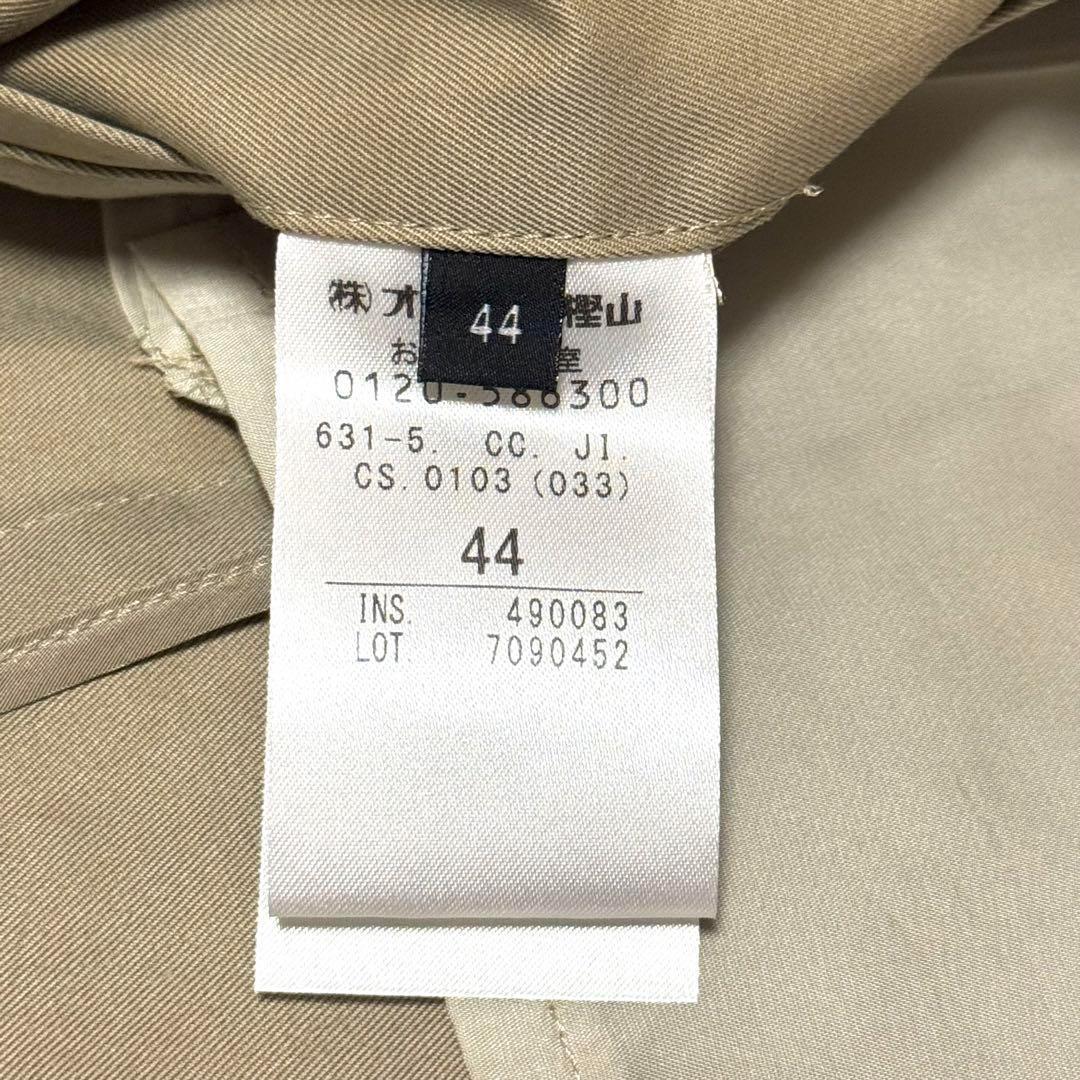 ㈱オ 樫山
44
お 室
0120-588300
631-5. CC. JI.
CS. 0103 (033)
44
INS. 490083
LOT. 7090452